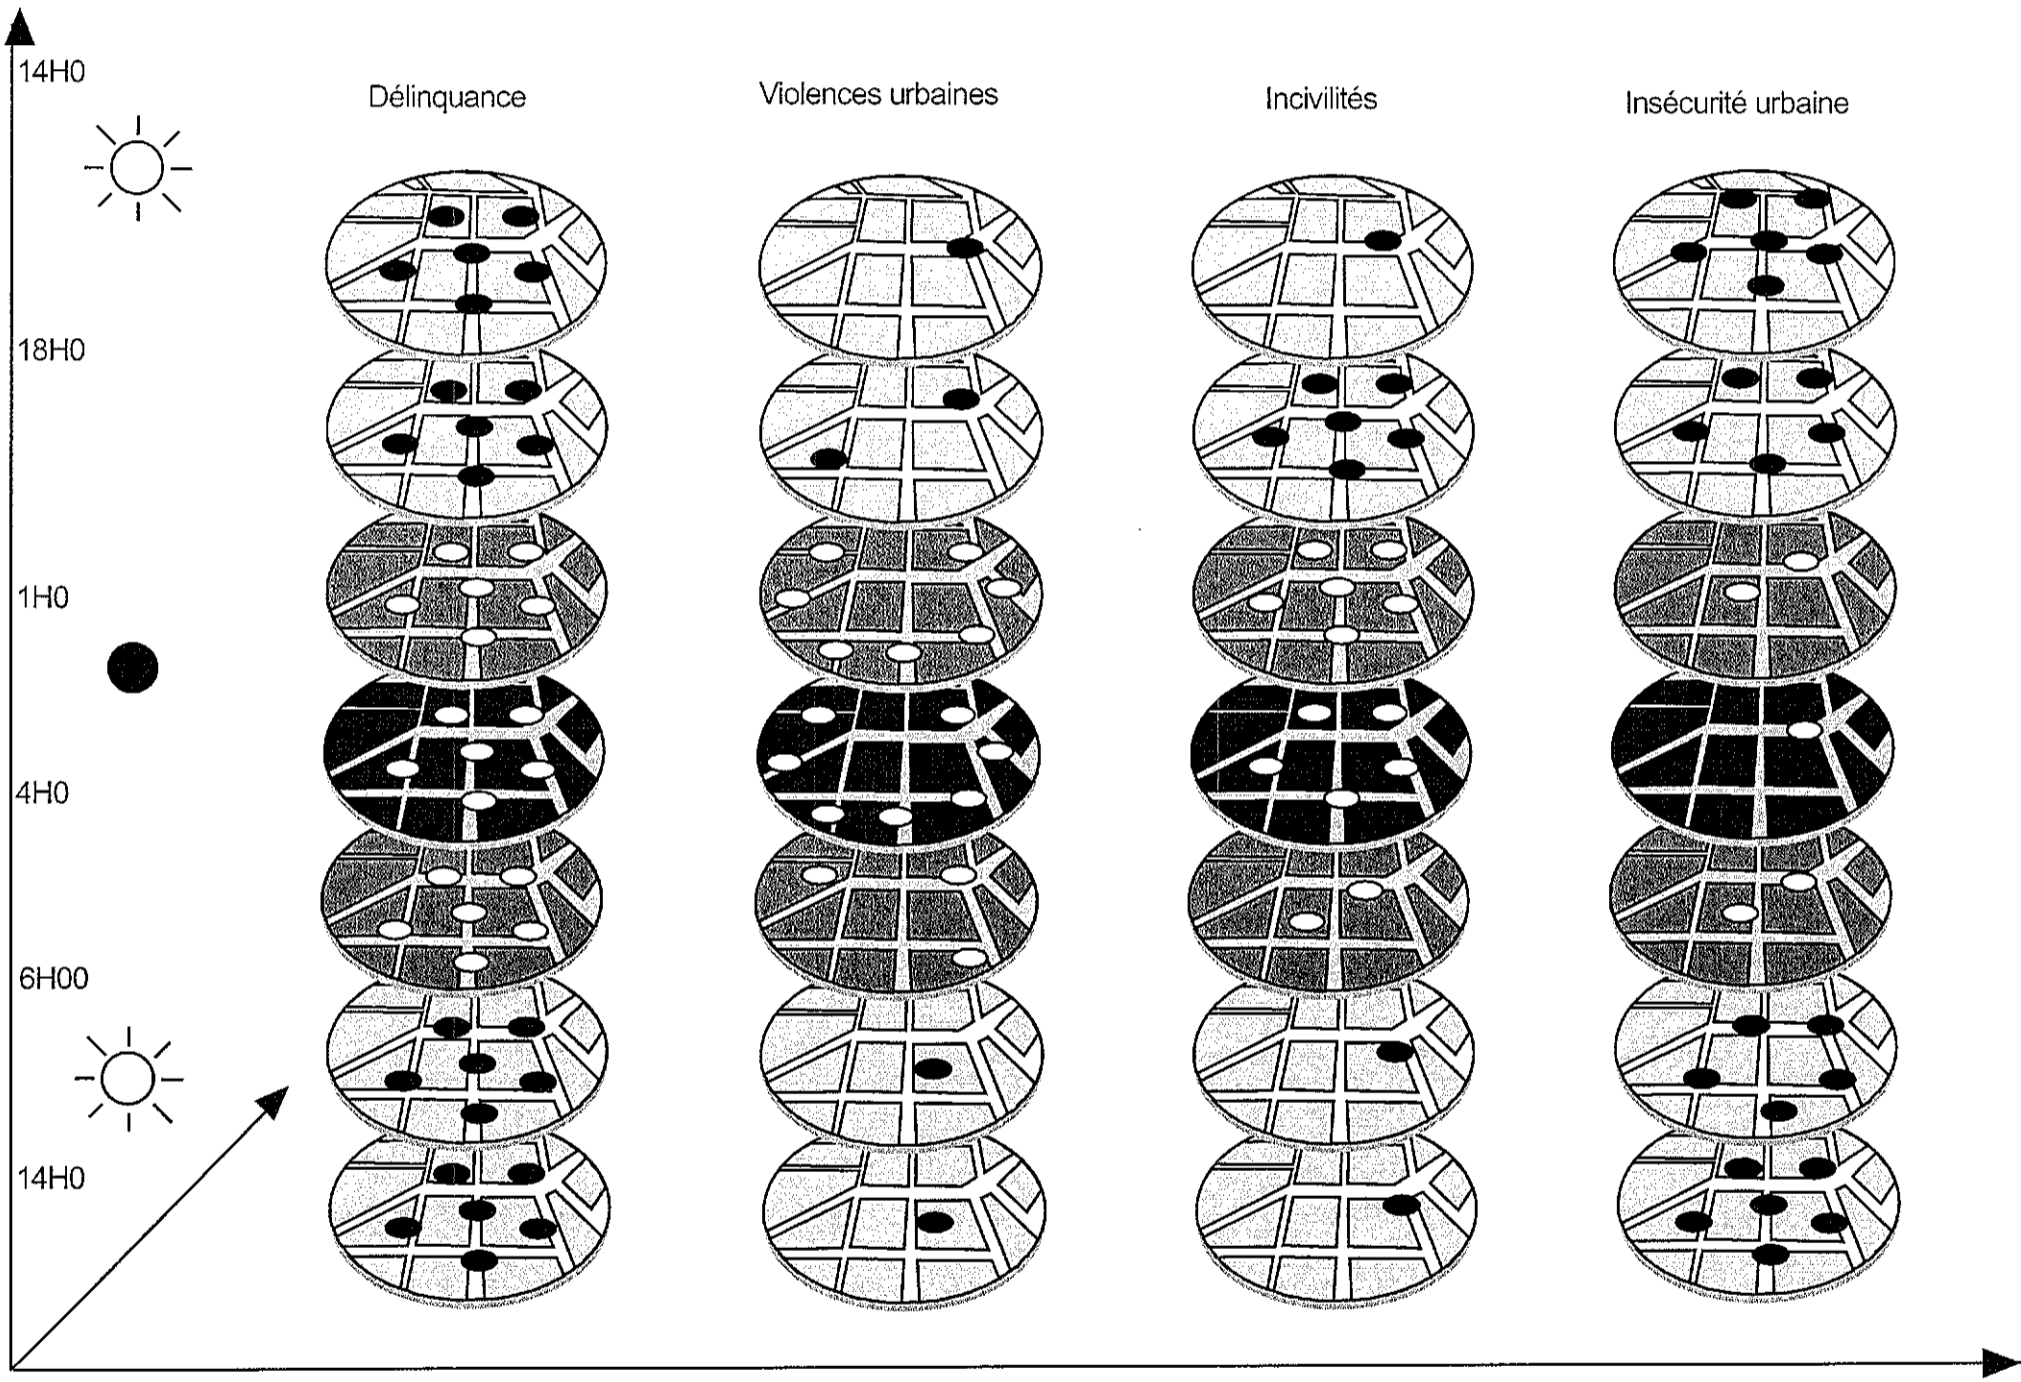 14H0
Délinquance
Violences urbaines
Incivilités
Insécurité urbaine
18H0
1H0
4H0
6H00
14H0